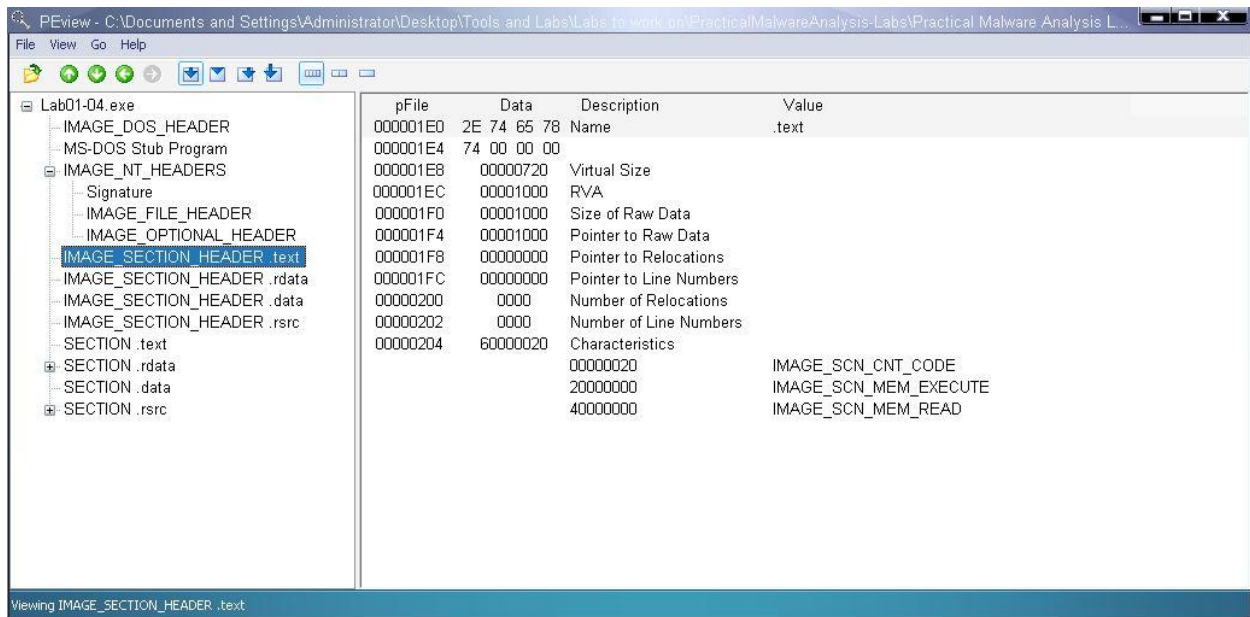 PEview - C:\Documents and Settings\Administrator\Desktop\Tools and Labs\Labs to work on\PracticalMalwareAnalysis-Labs\Practical Malware Analysis L...
File View Go Help
Lab01-04.exe
IMAGE_DOS_HEADER
MS-DOS Stub Program
IMAGE_NT_HEADERS
Signature
IMAGE_FILE_HEADER
IMAGE_OPTIONAL_HEADER
IMAGE_SECTION_HEADER .text
IMAGE_SECTION_HEADER .rdata
IMAGE_SECTION_HEADER .data
IMAGE_SECTION_HEADER .rsrc
SECTION .text
SECTION .rdata
SECTION .data
SECTION .rsrc
pFile Data Description Value
000001E0 2E 74 65 78 Name .text
000001E4 74 00 00 00
000001E8 00000720 Virtual Size
000001EC 00001000 RVA
000001F0 00001000 Size of Raw Data
000001F4 00001000 Pointer to Raw Data
000001F8 00000000 Pointer to Relocations
000001FC 00000000 Pointer to Line Numbers
00000200 0000 Number of Relocations
00000202 0000 Number of Line Numbers
00000204 60000020 Characteristics
00000020 IMAGE_SCN_CNT_CODE
20000000 IMAGE_SCN_MEM_EXECUTE
40000000 IMAGE_SCN_MEM_READ
Viewing IMAGE_SECTION_HEADER .text